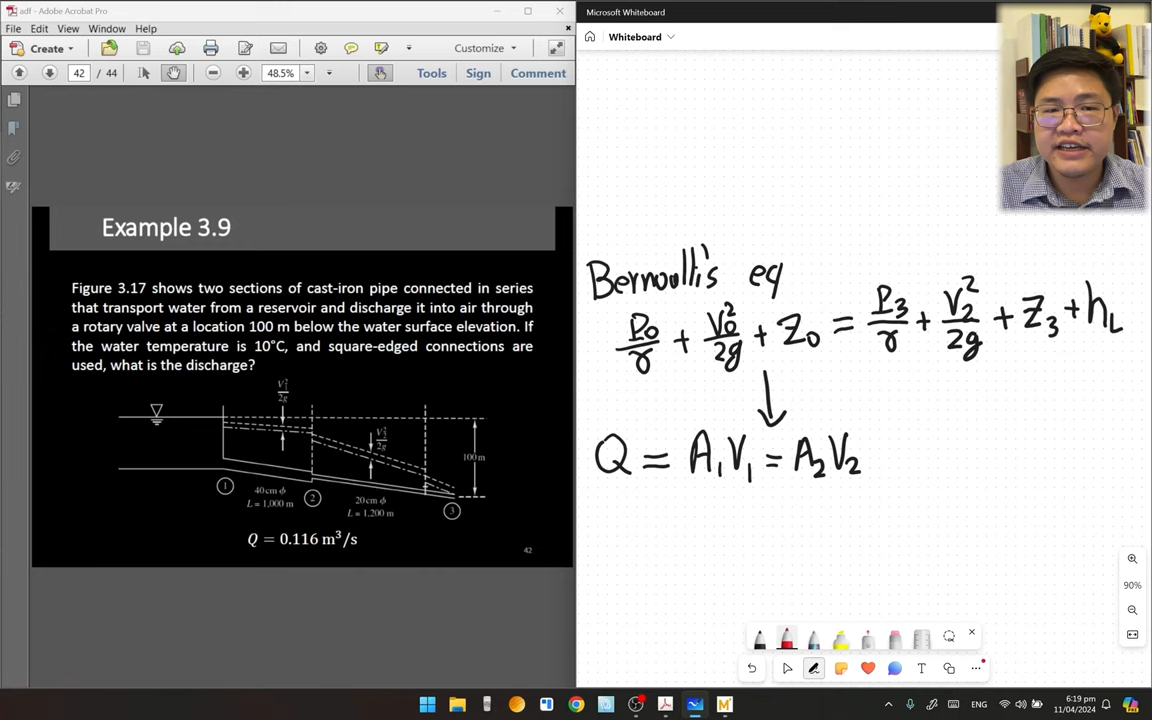 adf - Adobe Acrobat Pro
File Edit View Window Help
Create Customize
42 / 44 48.5% Tools Sign Comment
Example 3.9
Figure 3.17 shows two sections of cast-iron pipe connected in series
that transport water from a reservoir and discharge it into air through
a rotary valve at a location 100 m below the water surface elevation. If
the water temperature is 10°C, and square-edged connections are
used, what is the discharge?
V₁²/2g
V₂²/2g
100 m
1 40 cm ϕ 2 20 cm ϕ 3
L = 1,000 m L = 1,200 m
Q = 0.116 m³/s
42
Microsoft Whiteboard
Whiteboard
Bernoulli's eq
P₀/γ + V₀²/2g + Z₀ = P₃/γ + V₂²/2g + Z₃ + h_L
Q = A₁V₁ = A₂V₂
90%
ENG 6:19 pm
11/04/2024